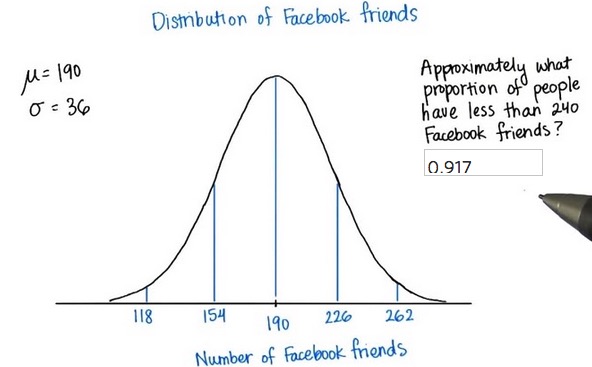 Distribution of Facebook friends
μ = 190
σ = 36
Approximately what
proportion of people
have less than 240
Facebook friends?
0.917
118 154 190 226 262
Number of Facebook friends